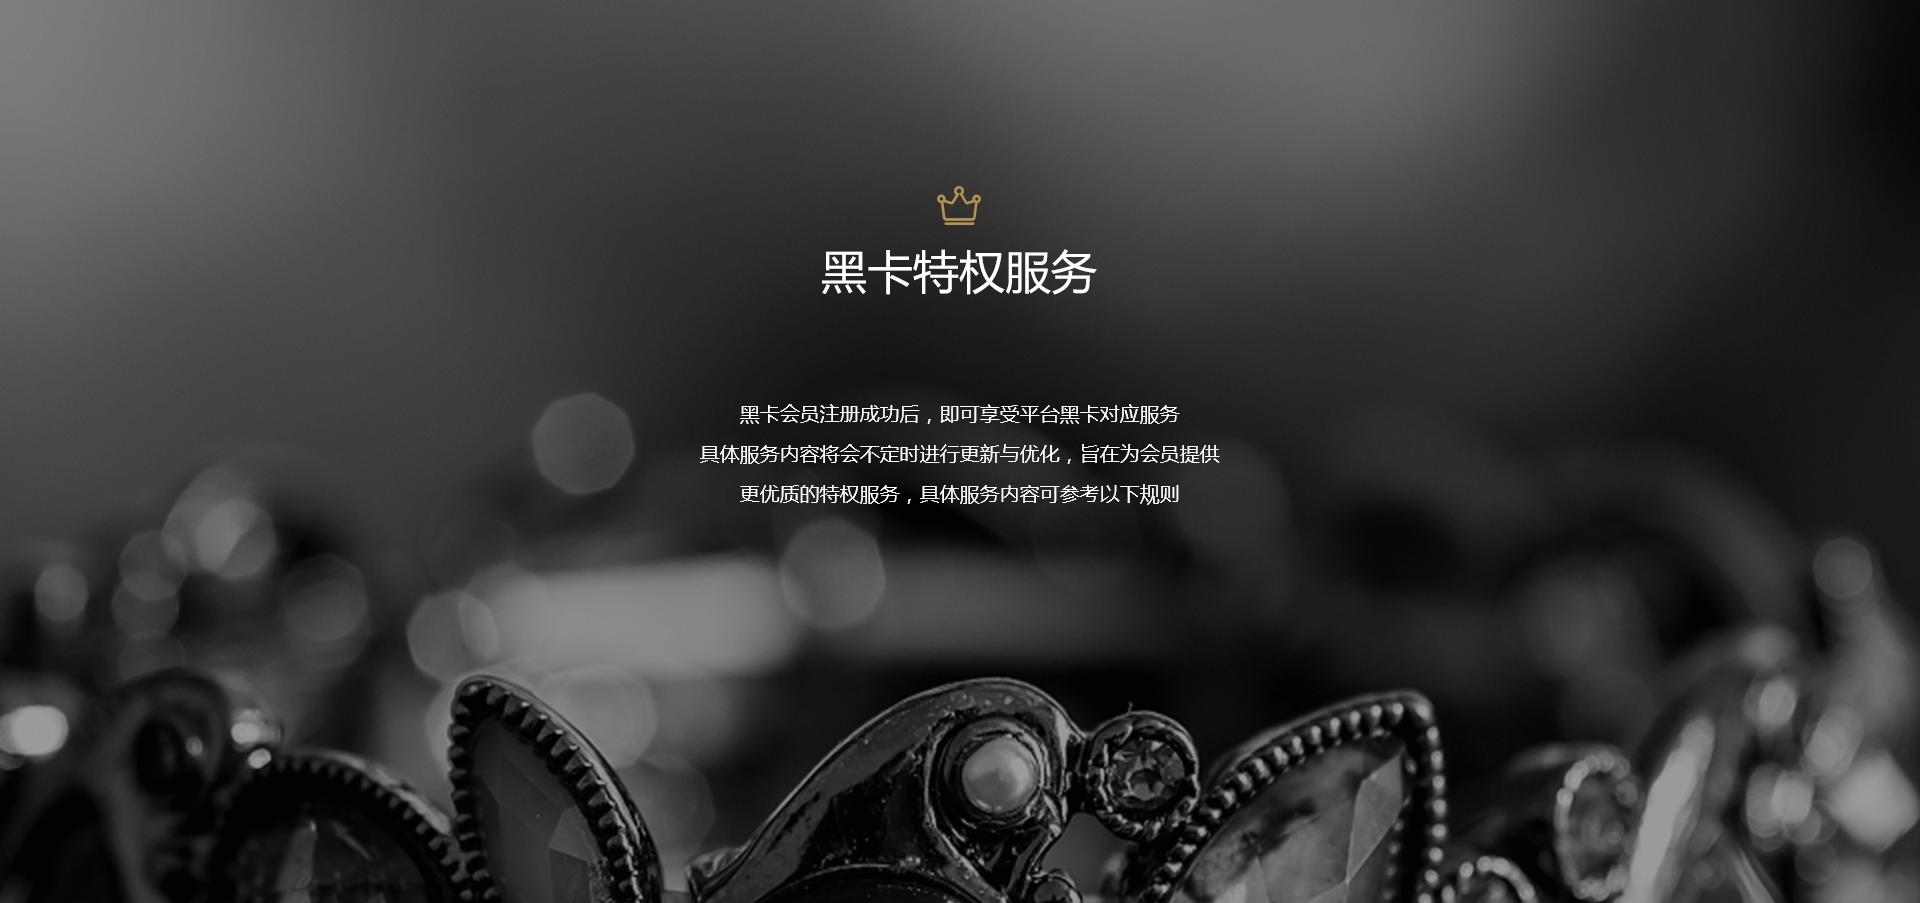 黑卡特权服务
黑卡会员注册成功后，即可享受平台黑卡对应服务
具体服务内容将会不定时进行更新与优化，旨在为会员提供
更优质的特权服务，具体服务内容可参考以下规则